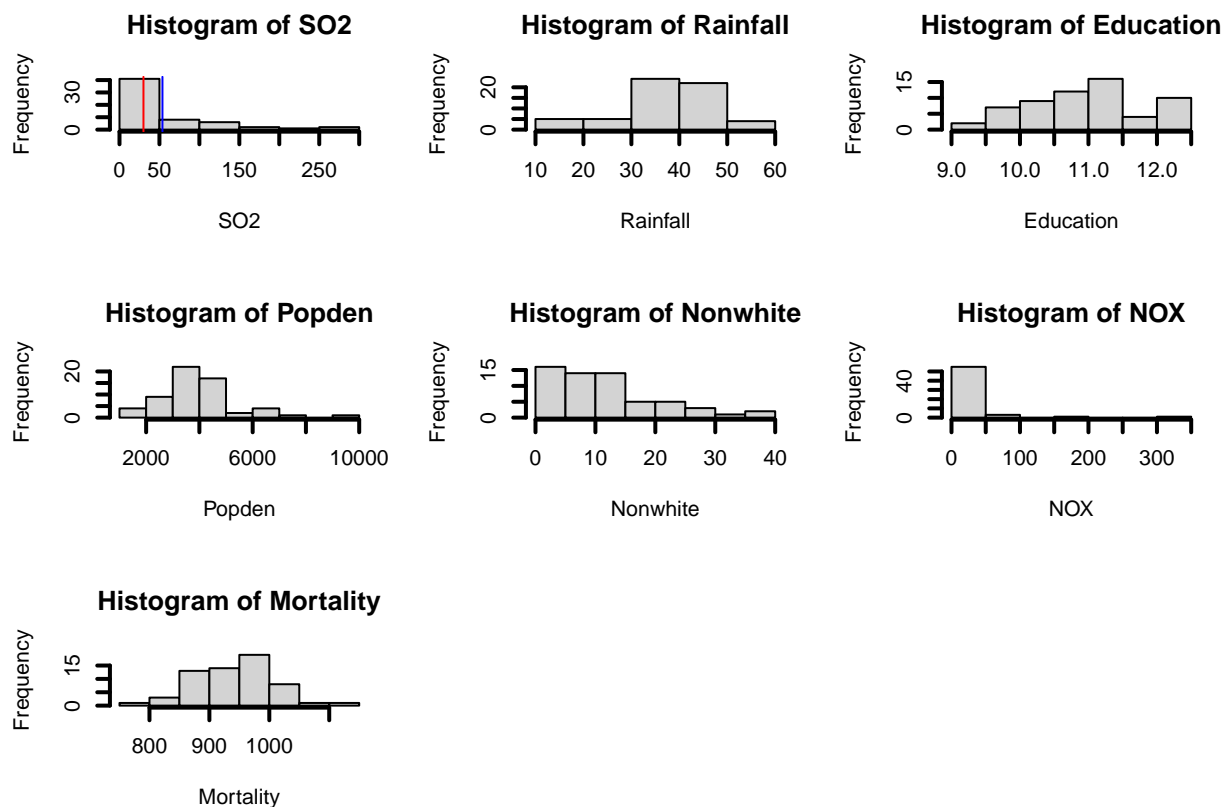 Histogram of SO2
Frequency
0 30
0 50 150 250
SO2
Histogram of Rainfall
Frequency
0 20
10 20 30 40 50 60
Rainfall
Histogram of Education
Frequency
0 15
9.0 10.0 11.0 12.0
Education
Histogram of Popden
Frequency
0 20
2000 6000 10000
Popden
Histogram of Nonwhite
Frequency
0 15
0 10 20 30 40
Nonwhite
Histogram of NOX
Frequency
0 40
0 100 200 300
NOX
Histogram of Mortality
Frequency
0 15
800 900 1000
Mortality